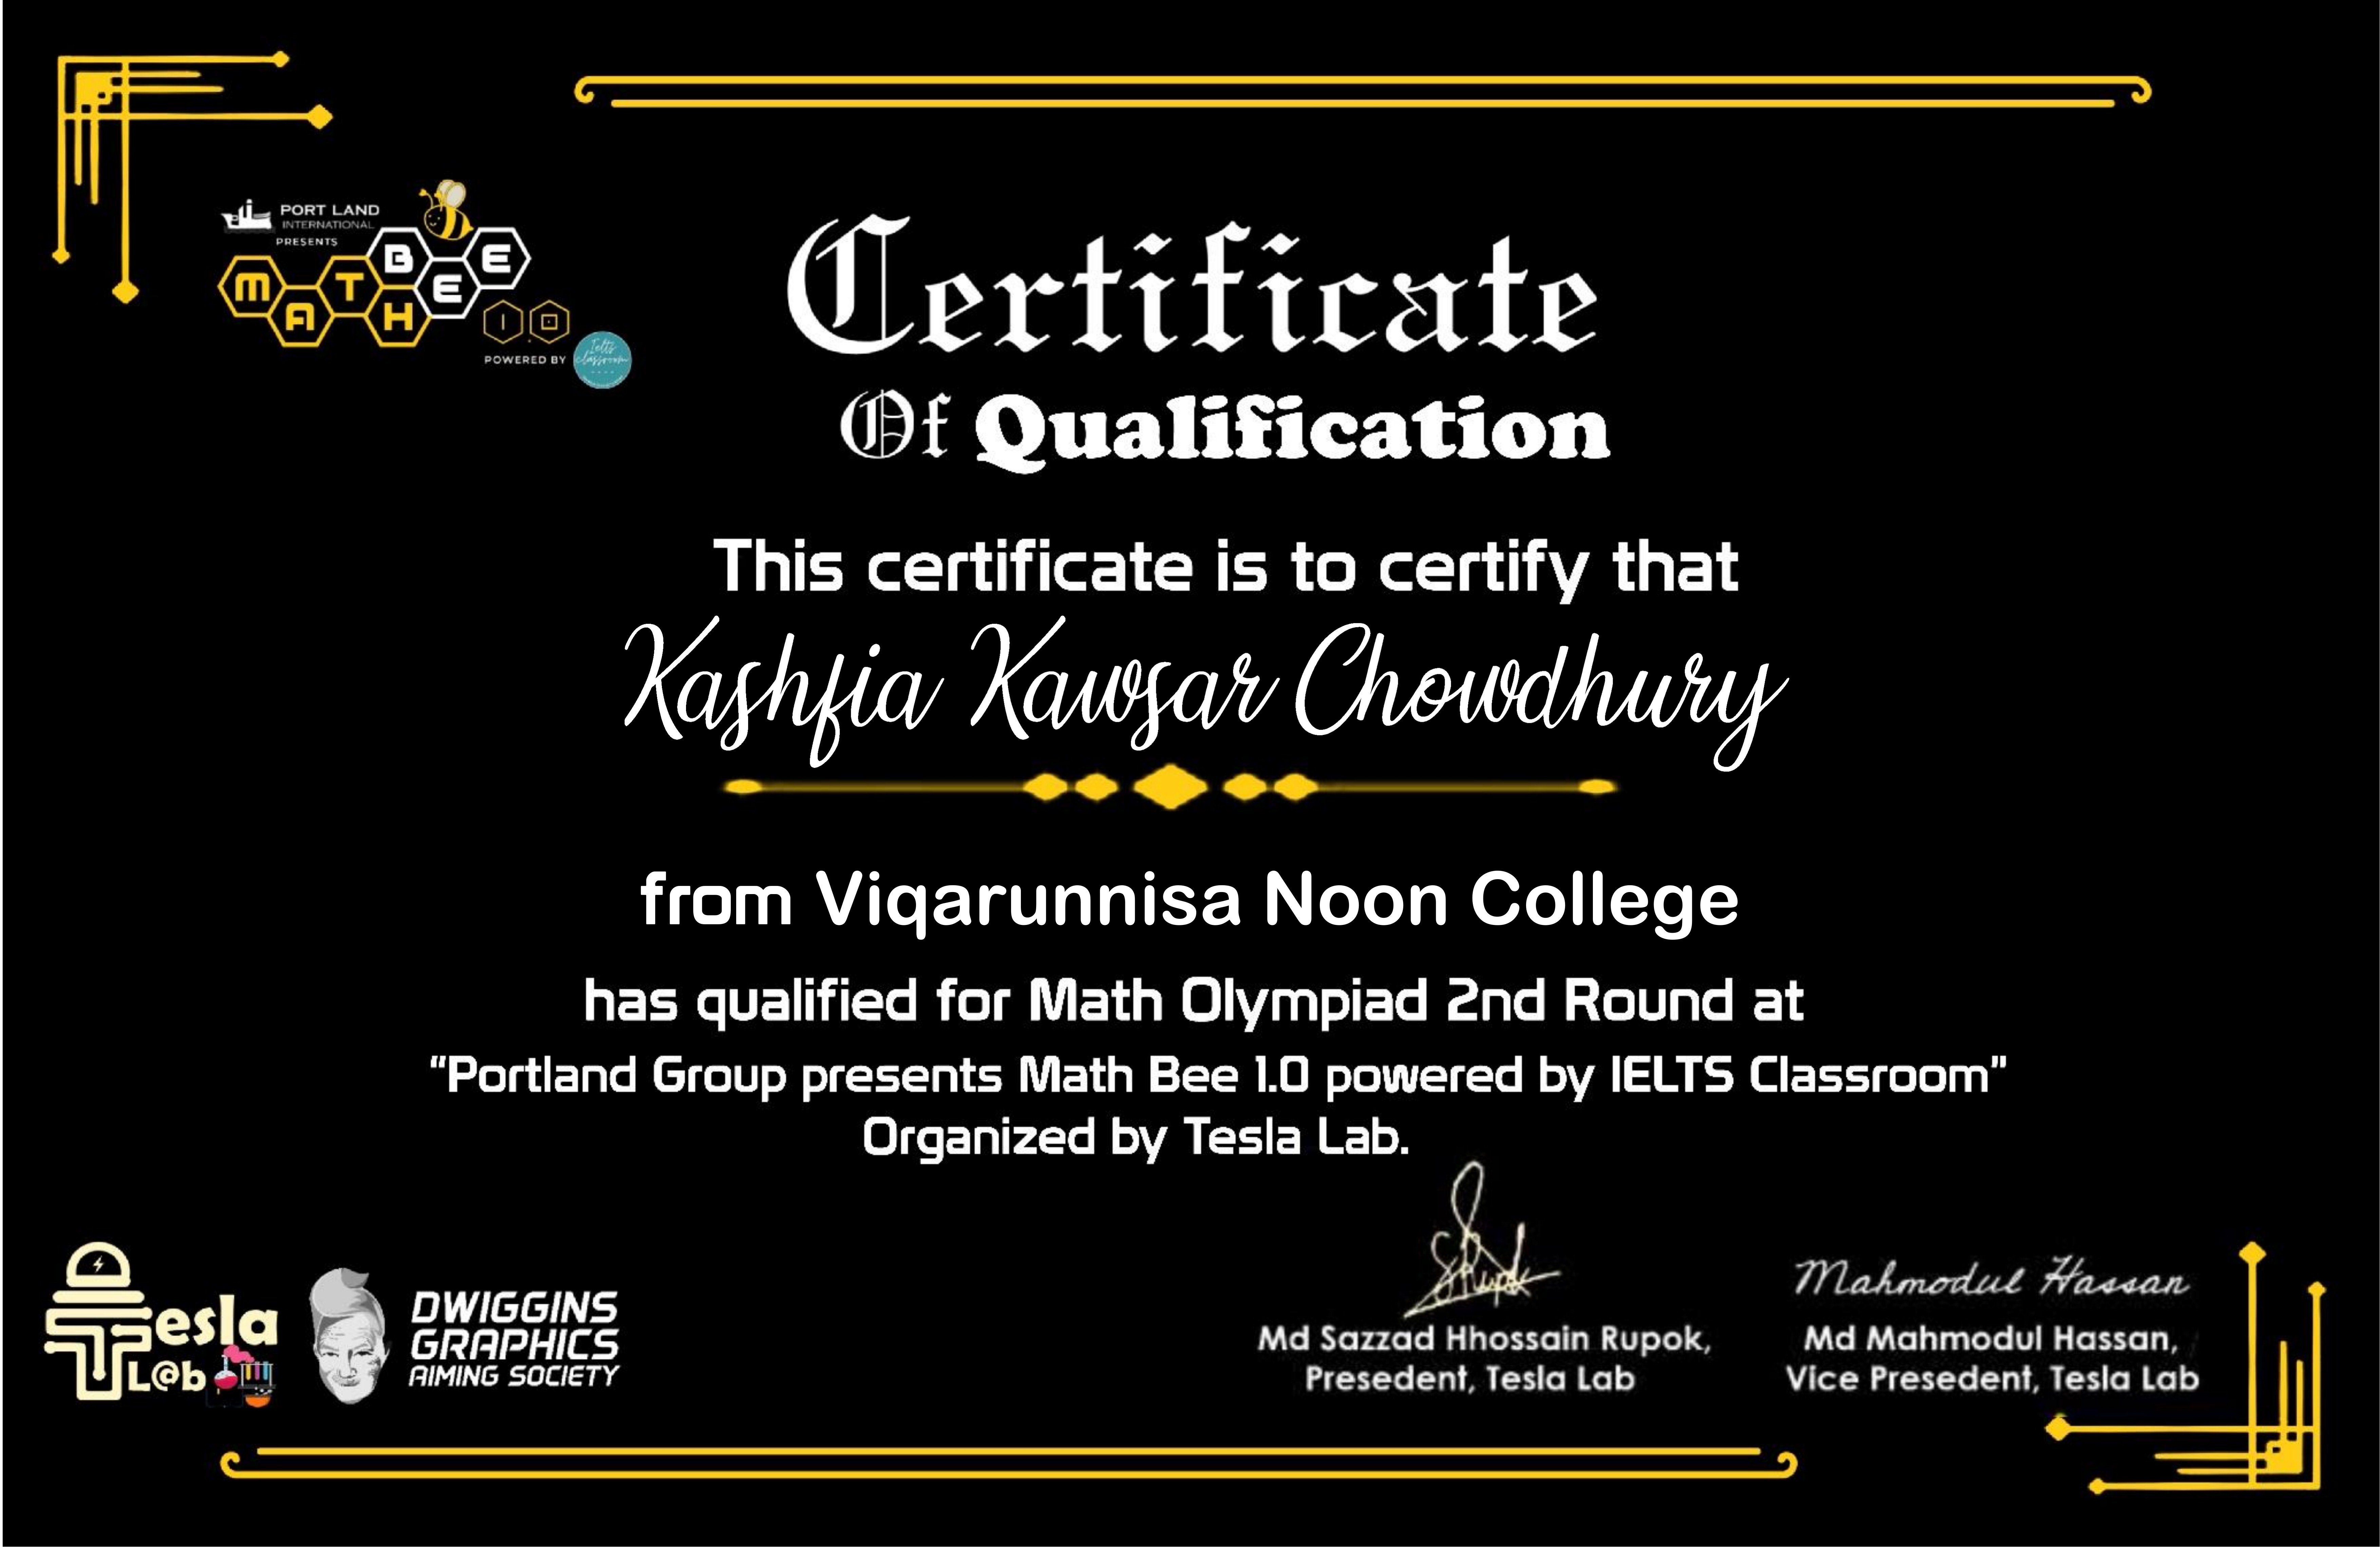 PORT LAND
INTERNATIONAL
PRESENTS
MATH BEE
1.0
POWERED BY
Ielts
classroom
Certificate
Of Qualification
This certificate is to certify that
Kashfia Kawsar Chowdhury
from Viqarunnisa Noon College
has qualified for Math Olympiad 2nd Round at
“Portland Group presents Math Bee 1.0 powered by IELTS Classroom”
Organized by Tesla Lab.
Tesla
L@b
DWIGGINS
GRAPHICS
AIMING SOCIETY
Md Sazzad Hhossain Rupok,
Presedent, Tesla Lab
Mahmodul Hassan
Md Mahmodul Hassan,
Vice Presedent, Tesla Lab